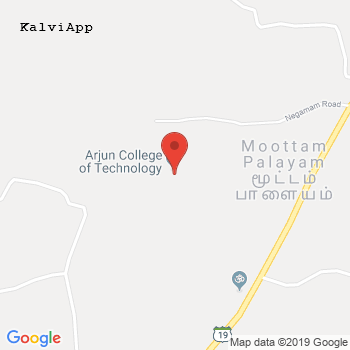 KalviApp
Negamam Road
Arjun College
of Technology
Moottam
Palayam
மூட்டம்
பாளையம்
19
Google
Map data ©2019 Google